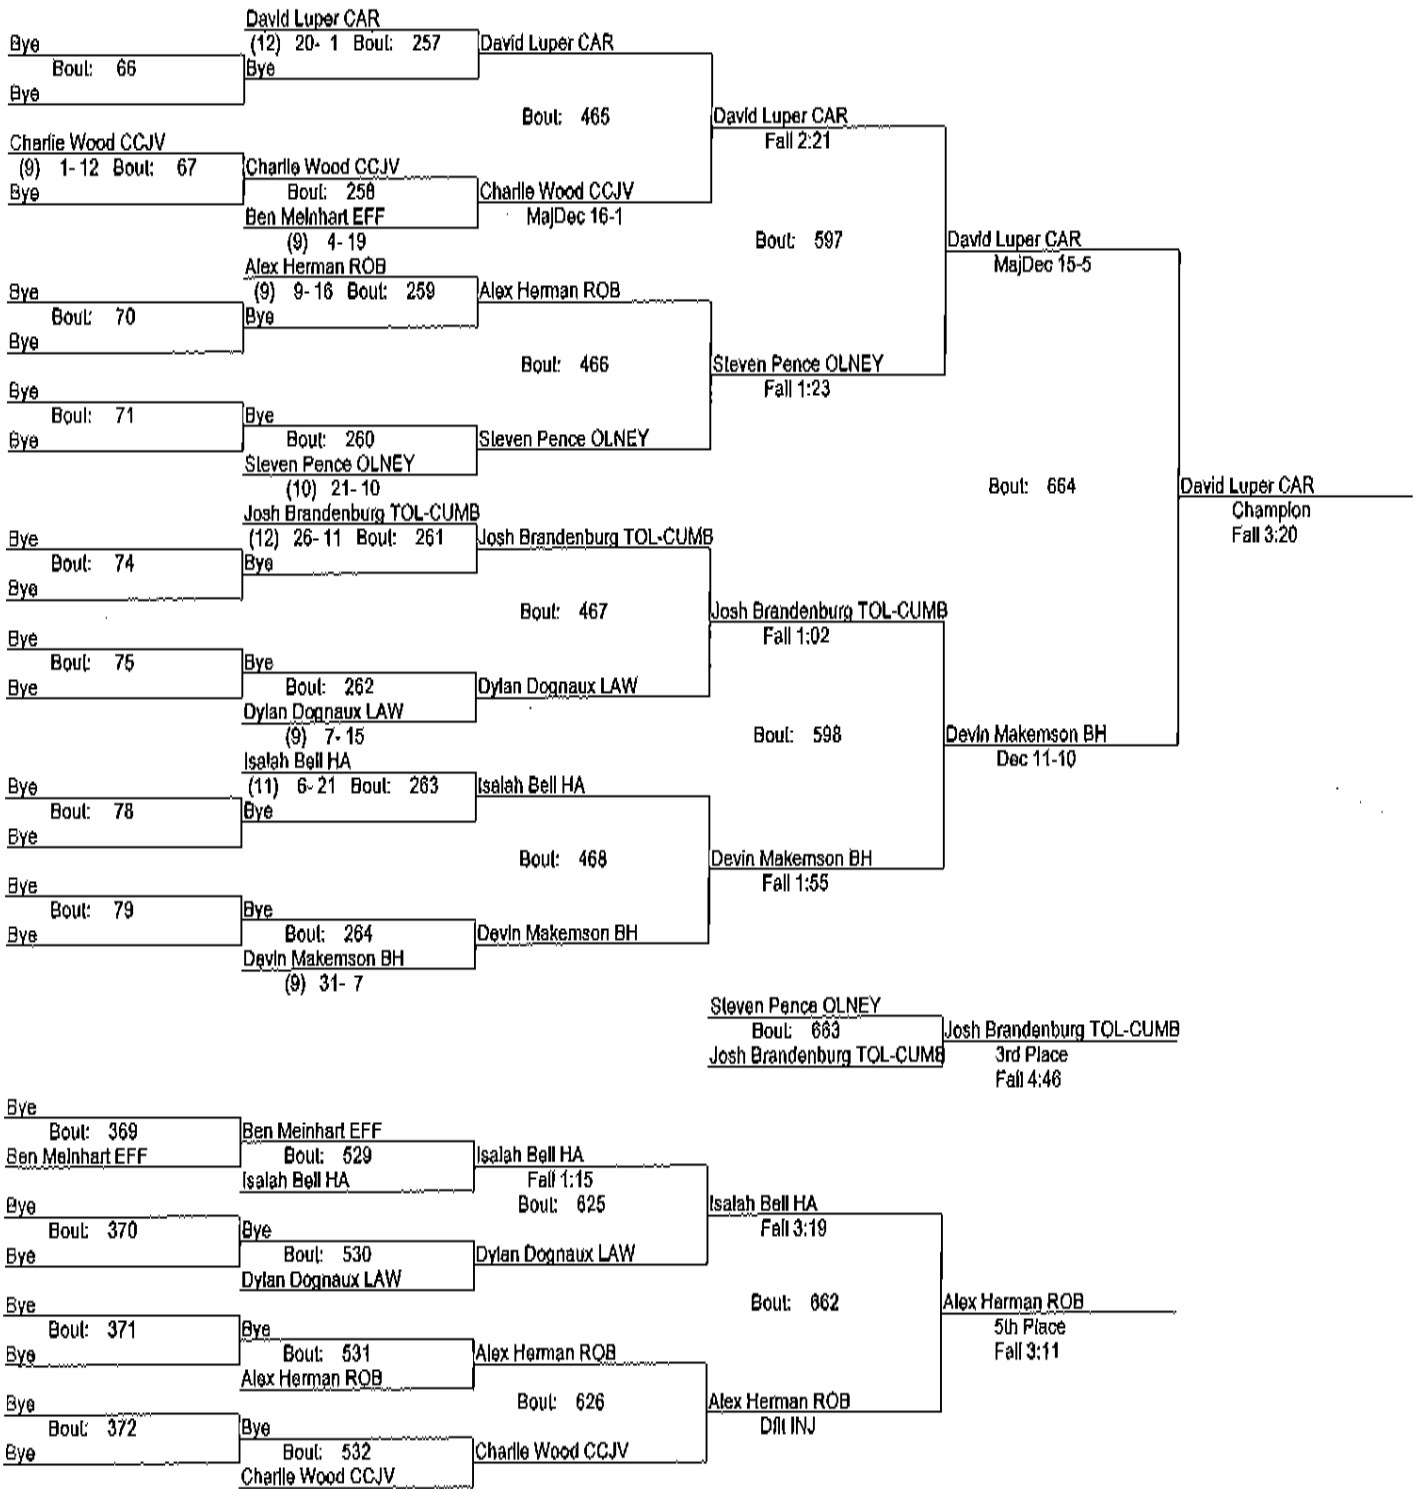 David Luper CAR
Bye
(12) 20- 1 Bout: 257
David Luper CAR
Bout: 66
Bye
Bye
Bout: 465
David Luper CAR
Fall 2:21
Charlie Wood CCJV
(9) 1- 12 Bout: 67
Charlie Wood CCJV
Bye
Bout: 258
Charlie Wood CCJV
Ben Meinhart EFF
MajDec 16-1
(9) 4- 19
Bout: 597
David Luper CAR
MajDec 15-5
Alex Herman ROB
Bye
(9) 9- 16 Bout: 259
Alex Herman ROB
Bout: 70
Bye
Bye
Bout: 466
Steven Pence OLNEY
Fall 1:23
Bye
Bout: 71
Bye
Bye
Bout: 260
Steven Pence OLNEY
Steven Pence OLNEY
(10) 21- 10
Bout: 664
David Luper CAR
Champion
Fall 3:20
Josh Brandenburg TOL-CUMB
Bye
(12) 26- 11 Bout: 261
Josh Brandenburg TOL-CUMB
Bout: 74
Bye
Bye
Bout: 467
Josh Brandenburg TOL-CUMB
Fall 1:02
Bye
Bout: 75
Bye
Bye
Bout: 262
Dylan Dognaux LAW
Dylan Dognaux LAW
(9) 7- 15
Bout: 598
Devin Makemson BH
Dec 11-10
Isaiah Bell HA
Bye
(11) 6- 21 Bout: 263
Isaiah Bell HA
Bout: 78
Bye
Bye
Bout: 468
Devin Makemson BH
Fall 1:55
Bye
Bout: 79
Bye
Bye
Bout: 264
Devin Makemson BH
Devin Makemson BH
(9) 31- 7
Steven Pence OLNEY
Bout: 663
Josh Brandenburg TOL-CUMB
Josh Brandenburg TOL-CUMB
3rd Place
Fall 4:46
Bye
Bout: 369
Ben Meinhart EFF
Ben Meinhart EFF
Bout: 529
Isaiah Bell HA
Isaiah Bell HA
Fall 1:15
Bye
Bout: 625
Isaiah Bell HA
Fall 3:19
Bout: 370
Bye
Bye
Bout: 530
Dylan Dognaux LAW
Dylan Dognaux LAW
Bye
Bout: 662
Alex Herman ROB
5th Place
Fall 3:11
Bout: 371
Bye
Bye
Bout: 531
Alex Herman ROB
Alex Herman ROB
Bye
Bout: 626
Alex Herman ROB
Dflt INJ
Bout: 372
Bye
Bye
Bout: 532
Charlie Wood CCJV
Charlie Wood CCJV